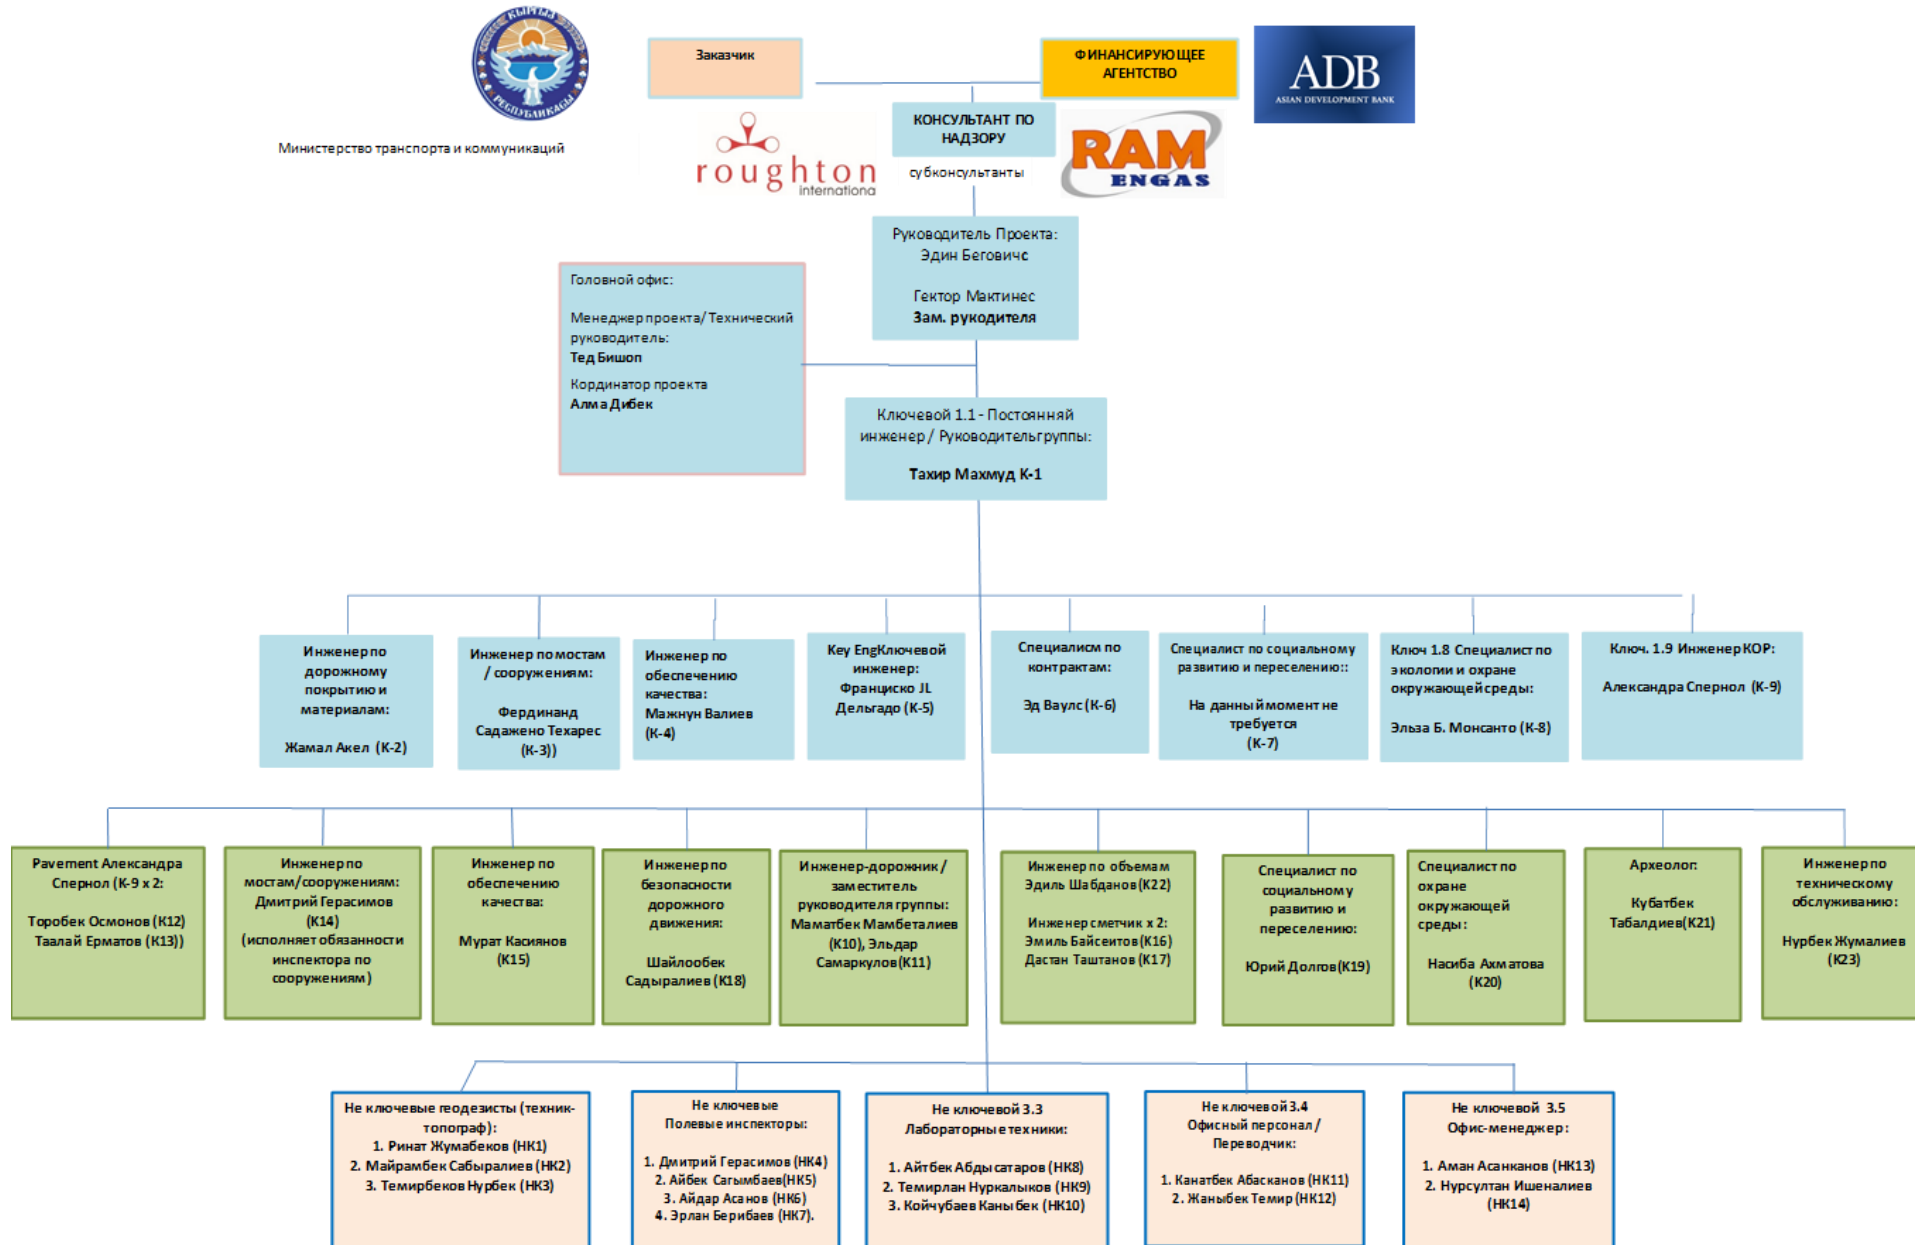 КЫРГЫЗ
РЕСПУБЛИКАСЫ
Министерство транспорта и коммуникаций
Заказчик
ФИНАНСИРУЮЩЕЕ
АГЕНТСТВО
ADB
ASIAN DEVELOPMENT BANK
roughton
internationa
КОНСУЛЬТАНТ ПО
НАДЗОРУ
субконсультанты
RAM
ENGAS
Руководитель Проекта:
Эдин Беговичс
Гектор Мактинес
Зам. рукодителя
Головной офис:
Менеджер проекта/ Технический
руководитель:
Тед Бишоп
Кординатор проекта
Алма Дибек
Ключевой 1.1 - Постоянняй
инженер / Руководитель группы:
Тахир Махмуд К-1
Инженер по
дорожному
покрытию и
материалам:
Жамал Акел (К-2)
Инженер по мостам
/ сооружениям:
Фердинанд
Садажено Техарес
(К-3))
Инженер по
обеспечению
качества:
Мажнун Валиев
(К-4)
Key EngКлючевой
инженер:
Франциско JL
Дельгадо (К-5)
Специалисм по
контрактам:
Эд Ваулс (К-6)
Специалист по социальному
развитию и переселению::
На данный момент не
требуется
(К-7)
Ключ 1.8 Специалист по
экологии и охране
окружающей среды:
Эльза Б. Монсанто (К-8)
Ключ. 1.9 Инженер КОР:
Александра Спернол (К-9)
Pavement Александра
Спернол (К-9 x 2:
Торобек Осмонов (К12)
Таалай Ерматов (К13))
Инженер по
мостам/сооружениям:
Дмитрий Герасимов
(К14)
(исполняет обязанности
инспектора по
сооружениям)
Инженер по
обеспечению
качества:
Мурат Касиянов
(К15)
Инженер по
безопасности
дорожного
движения:
Шайлообек
Садыралиев (К18)
Инженер-дорожник /
заместитель
руководителя группы:
Маматбек Мамбеталиев
(К10), Эльдар
Самаркулов (К11)
Инженер по объемам
Эдиль Шабданов (К22)
Инженер сметчик x 2:
Эмиль Байсеитов (К16)
Дастан Таштанов (К17)
Специалист по
социальному
развитию и
переселению:
Юрий Долгов (К19)
Специалист по
охране
окружающей
среды:
Насиба Ахматова
(К20)
Археолог:
Кубатбек
Табалдиев(К21)
Инженер по
техническому
обслуживанию:
Нурбек Жумалиев
(К23)
Не ключевые геодезисты (техник-
топограф):
1. Ринат Жумабеков (НК1)
2. Майрамбек Сабыралиев (НК2)
3. Темирбеков Нурбек (НК3)
Не ключевые
Полевые инспекторы:
1. Дмитрий Герасимов (НК4)
2. Айбек Сагымбаев(НК5)
3. Айдар Асанов (НК6)
4. Эрлан Берибаев (НК7).
Не ключевой 3.3
Лабораторные техники:
1. Айтбек Абдысатаров (НК8)
2. Темирлан Нуркалыков (НК9)
3. Койчубаев Каныбек (НК10)
Не ключевой 3.4
Офисный персонал /
Переводчик:
1. Канатбек Абасканов (НК11)
2. Жаныбек Темир (НК12)
Не ключевой 3.5
Офис-менеджер:
1. Аман Асанканов (НК13)
2. Нурсултан Ишеналиев
(НК14)